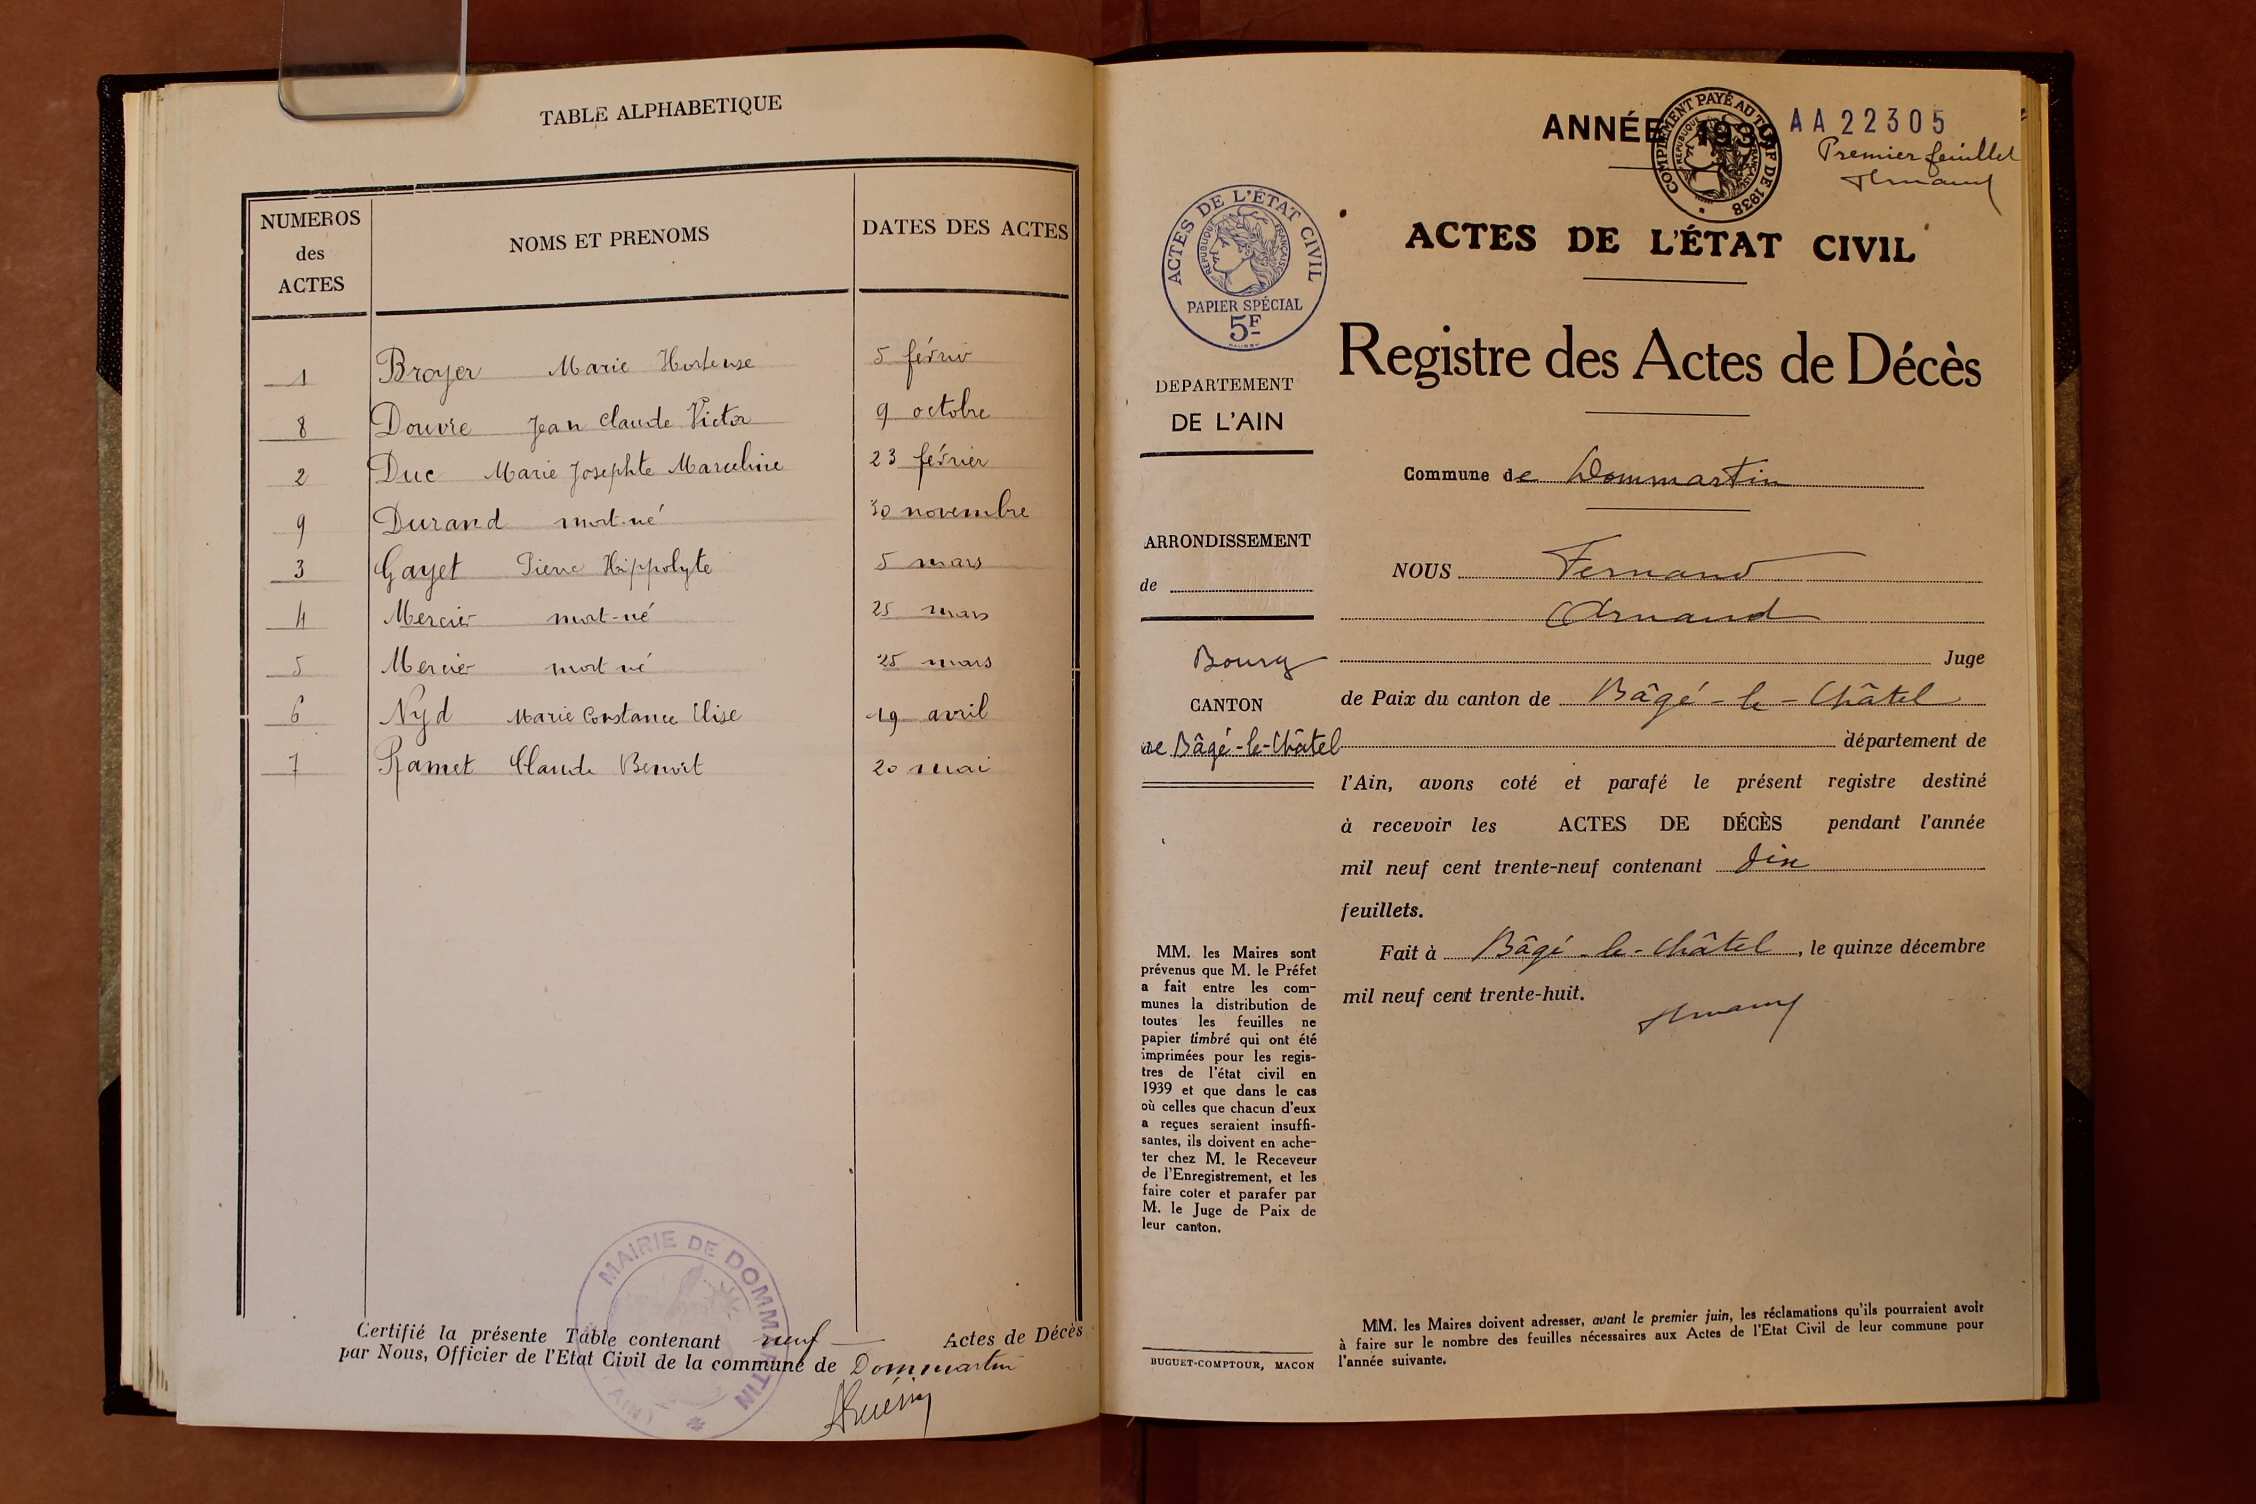 TABLE ALPHABETIQUE
NUMEROS des ACTES NOMS ET PRENOMS DATES DES ACTES
1 Broyer Marie Hortense 5 février
8 Douvre Jean Claude Victor 9 octobre
2 Duc Marie Josephte Marceline 23 février
9 Durand mort-né 30 novembre
3 Gayet Pierre Hippolyte 5 mars
4 Mercier mort-né 25 mars
5 Mercier mort né 25 mars
6 Nyd Marie Constance Elise 19 avril
7 Ramet Claude Benoit 20 mai
MAIRIE DE DOMMARTIN (AIN)
Certifié la présente Table contenant neuf Actes de Décès
par Nous, Officier de l'Etat Civil de la commune de Dommartin
ANNÉE 1939
COMPLEMENT PAYÉ AU TARIF DE 1938
REPUBLIQUE FRANÇAISE
AA 22305
Premier feuillet
Arnaud
ACTES DE L'ÉTAT CIVIL
REPUBLIQUE FRANÇAISE
PAPIER SPÉCIAL
5F
DEPARTEMENT
DE L'AIN
ARRONDISSEMENT
de
Bourg
CANTON
de Bâgé-le-Châtel
MM. les Maires sont
prévenus que M. le Préfet
a fait entre les com-
munes la distribution de
toutes les feuilles ne
papier timbré qui ont été
imprimées pour les regis-
tres de l'état civil en
1939 et que dans le cas
où celles que chacun d'eux
a reçues seraient insuffi-
santes, ils doivent en ache-
ter chez M. le Receveur
de l'Enregistrement, et les
faire coter et parafer par
M. le Juge de Paix de
leur canton.
BUGUET-COMPTOUR, MACON
ACTES DE L'ÉTAT CIVIL
Registre des Actes de Décès
Commune de Dommartin
NOUS Fernand
Arnaud
Juge
de Paix du canton de Bâgé-le-Châtel
département de
l'Ain, avons coté et parafé le présent registre destiné
à recevoir les ACTES DE DÉCÈS pendant l'année
mil neuf cent trente-neuf contenant dix
feuillets.
Fait à Bâgé-le-Châtel, le quinze décembre
mil neuf cent trente-huit.
Arnaud
MM. les Maires doivent adresser, avant le premier juin, les réclamations qu'ils pourraient avoir
à faire sur le nombre des feuilles nécessaires aux Actes de l'Etat Civil de leur commune pour
l'année suivante.